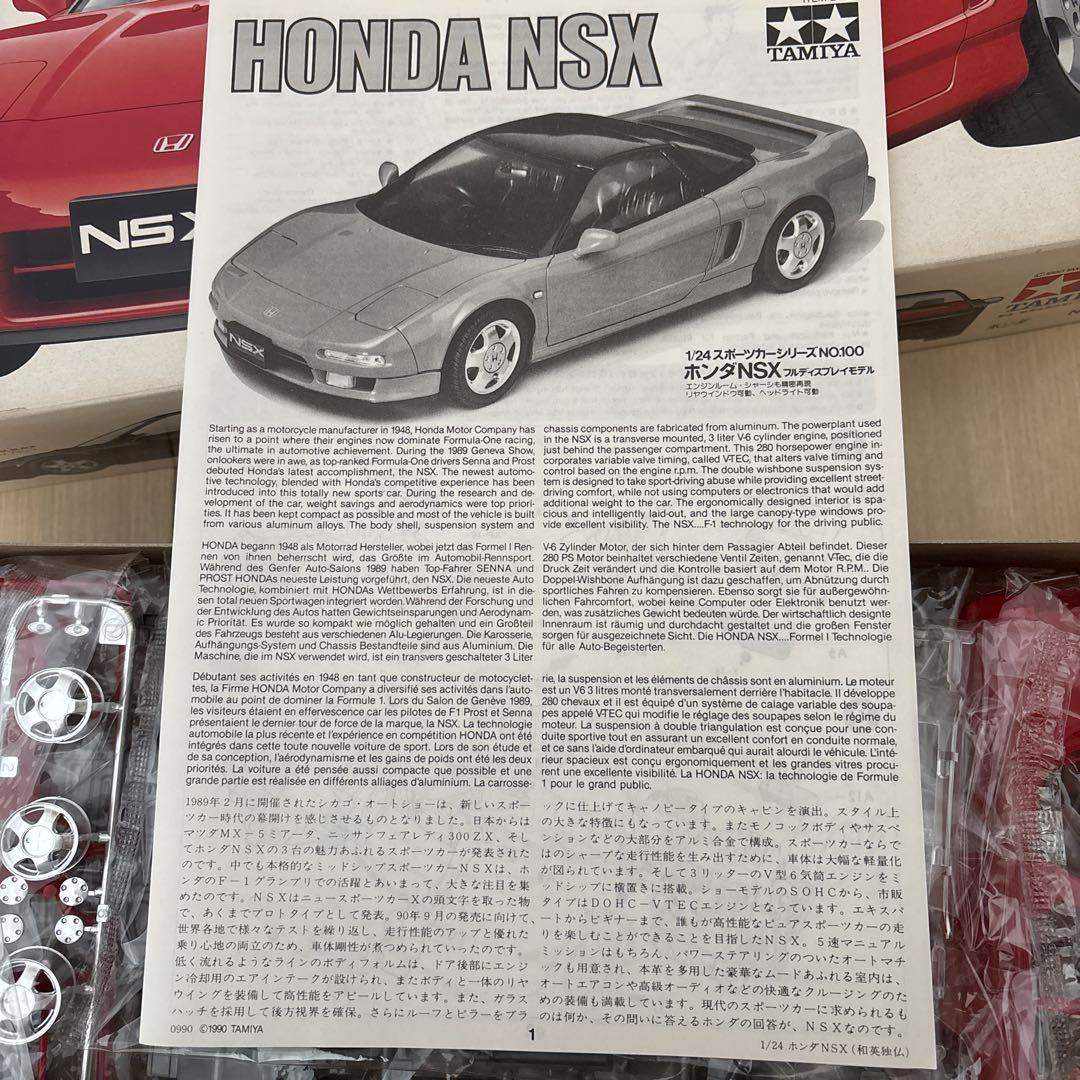 HONDA NSX
TAMIYA
NSX
NSX
TAMIYA
1/24 スポーツカーシリーズ NO.100
ホンダNSX フルディスプレイモデル
エンジンルーム・シャーシも精密再現
リヤウインドウ可動、ヘッドライト可動
Starting as a motorcycle manufacturer in 1948, Honda Motor Company has
risen to a point where their engines now dominate Formula-One racing,
the ultimate in automotive achievement. During the 1989 Geneva Show,
onlookers were in awe, as top-ranked Formula-One drivers Senna and Prost
debuted Honda's latest accomplishment, the NSX. The newest automo-
tive technology, blended with Honda's competitive experience has been
introduced into this totally new sports car. During the research and de-
velopment of the car, weight savings and aerodynamics were top priori-
ties. It has been kept compact as possible and most of the vehicle is built
from various aluminum alloys. The body shell, suspension system and
chassis components are fabricated from aluminum. The powerplant used
in the NSX is a transverse mounted, 3 liter V-6 cylinder engine, positioned
just behind the passenger compartment. This 280 horsepower engine in-
corporates variable valve timing, called V-TEC, that alters valve timing and
control based on the engine r.p.m. The double wishbone suspension sys-
tem is designed to take sport-driving abuse while providing excellent street-
driving comfort, while not using computers or electronics that would add
additional weight to the car. The ergonomically designed interior is spa-
cious and intelligently laid-out, and the large canopy-type windows pro-
vide excellent visibility. The NSX....F-1 technology for the driving public.
HONDA begann 1948 als Motorrad Hersteller, wobei jetzt das Formel I Ren-
nen von ihnen beherrscht wird, das Größte im Automobil-Rennsport.
Während des Genfer Auto-Salons 1989 haben Top-Fahrer SENNA und
PROST HONDAs neueste Leistung vorgeführt, den NSX. Die neueste Auto
Technologie, kombiniert mit HONDAs Wettbewerbs Erfahrung, ist in die-
sen total neuen Sportwagen integriert worden. Während der Forschung und
der Entwicklung des Autos hatten Gewichtseinsparungen und Aerodynam-
ic Priorität. Es wurde so kompakt wie möglich gehalten und ein Großteil
des Fahrzeugs besteht aus verschiedenen Alu-Legierungen. Die Karosserie,
Aufhängungs-System und Chassis Bestandteile sind aus Aluminium. Die
Maschine, die im NSX verwendet wird, ist ein transvers geschalteter 3 Liter
V-6 Zylinder Motor, der sich hinter dem Passagier Abteil befindet. Dieser
280 PS Motor beinhaltet verschiedene Ventil Zeiten, genannt V-Tec, die die
Druck Zeit verändert und die Kontrolle basiert auf dem Motor R.P.M.. Die
Doppel-Wishbone Aufhängung ist dazu geschaffen, um Abnützung durch
sportliches Fahren zu kompensieren. Ebenso sorgt sie für außergewöhn-
lichen Fahrcomfort, wobei keine Computer oder Elektronik benutzt wer-
den, was zusätzliches Gewicht bedeuten würde. Der wirtschaftlich designte
Innenraum ist räumig und durchdacht gestaltet und die großen Fenster
sorgen für ausgezeichnete Sicht. Die HONDA NSX....Formel I Technologie
für alle Auto-Begeisterten.
Débutant ses activités en 1948 en tant que constructeur de motocyclet-
tes, la Firme HONDA Motor Company a diversifié ses activités dans l'auto-
mobile au point de dominer la Formule 1. Lors du Salon de Genève 1989,
les visiteurs étaient en effervescence car les pilotes de F1 Prost et Senna
présentaient le dernier tour de force de la marque, la NSX. La technologie
automobile la plus récente et l'expérience en compétition HONDA ont été
intégrés dans cette toute nouvelle voiture de sport. Lors de son étude et
de sa conception, l'aérodynamisme et les gains de poids ont été les deux
priorités. La voiture a été pensée aussi compacte que possible et une
grande partie est réalisée en différents alliages d'aluminium. La carrosse-
rie, la suspension et les éléments de châssis sont en aluminium. Le moteur
est un V6 3 litres monté transversalement derrière l'habitacle. Il développe
280 chevaux et il est équipé d'un système de calage variable des soupa-
pes appelé VTEC qui modifie le réglage des soupapes selon le régime du
moteur. La suspension à double triangulation est conçue pour une con-
duite sportive tout en assurant un excellent confort en conduite normale,
et ce sans l'aide d'ordinateur embarqué qui aurait alourdi le véhicule. L'inté-
rieur spacieux est conçu ergonomiquement et les grandes vitres procu-
rent une excellente visibilité. La HONDA NSX: la technologie de Formule
1 pour le grand public.
1989年2月に開催されたシカゴ・オートショーは、新しいスポー
ツカー時代の幕開けを感じさせるものとなりました。日本からは
マツダMX-5ミアータ、ニッサンフェアレディ300ZX、そし
てホンダNSXの3台の魅力あふれるスポーツカーが発表された
のです。中でも本格的なミッドシップスポーツカーNSXは、ホ
ンダのF-1グランプリでの活躍とあいまって、大きな注目を集
めたのです。NSXはニュースポーツカーXの頭文字を取った物
で、あくまでプロトタイプとして発表。90年9月の発売に向けて、
世界各地で様々なテストを繰り返し、走行性能のアップと優れた
乗り心地の両立のため、車体剛性が煮つめられていったのです。
低く流れるようなラインのボディフォルムは、ドア後部にエンジ
ン冷却用のエアインテークが設けられ、またボディと一体のリヤ
ウイングを装備して高性能をアピールしています。また、ガラス
ハッチを採用して後方視界を確保。さらにルーフとピラーをブラ
ックに仕上げてキャノピータイプのキャビンを演出。スタイル上
の大きな特徴にもなっています。またモノコックボディやサスペ
ンションなどの大部分をアルミ合金で構成。スポーツカーならで
はのシャープな走行性能を生み出すために、車体は大幅な軽量化
が図られています。そして3リッターのV型6気筒エンジンをミ
ッドシップに横置きに搭載。ショーモデルのSOHCから、市販
タイプはDOHC-VTECエンジンとなっています。エキスパ
ートからビギナーまで、誰もが高性能なピュアスポーツカーの走
りを楽しむことができることを目指したNSX。5速マニュアル
ミッションはもちろん、パワーステアリングのついたオートマチ
ックも用意され、本革を多用した豪華なムードあふれる室内は、
オートエアコンや高級オーディオなどの快適なクルージングのた
めの装備も満載しています。現代のスポーツカーに求められるも
のは何か、その問いに答えるホンダの回答が、NSXなのです。
0990 ©1990 TAMIYA
1
1/24 ホンダNSX (和英独仏)